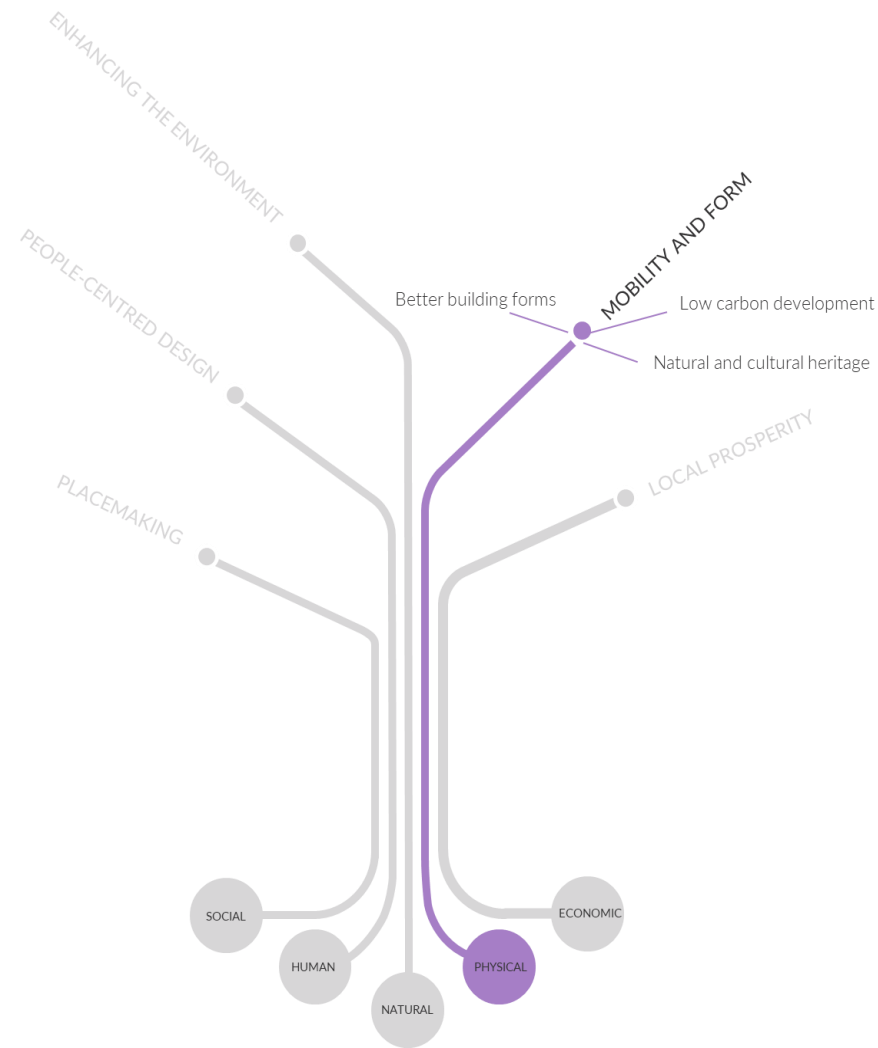 ENHANCING THE ENVIRONMENT
MOBILITY AND FORM
PEOPLE-CENTRED DESIGN
Better building forms
Low carbon development
Natural and cultural heritage
LOCAL PROSPERITY
PLACEMAKING
SOCIAL
ECONOMIC
HUMAN
PHYSICAL
NATURAL